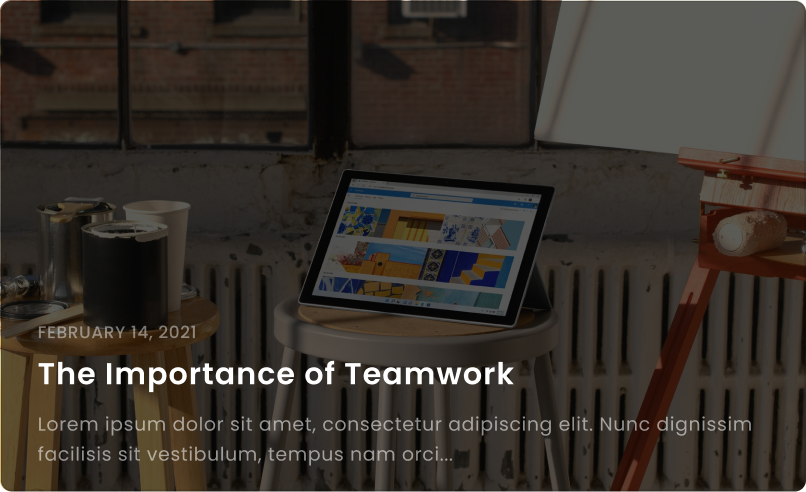 FEBRUARY 14, 2021
The Importance of Teamwork
Lorem ipsum dolor sit amet, consectetur adipiscing elit. Nunc dignissim
facilisis sit vestibulum, tempus nam orci...